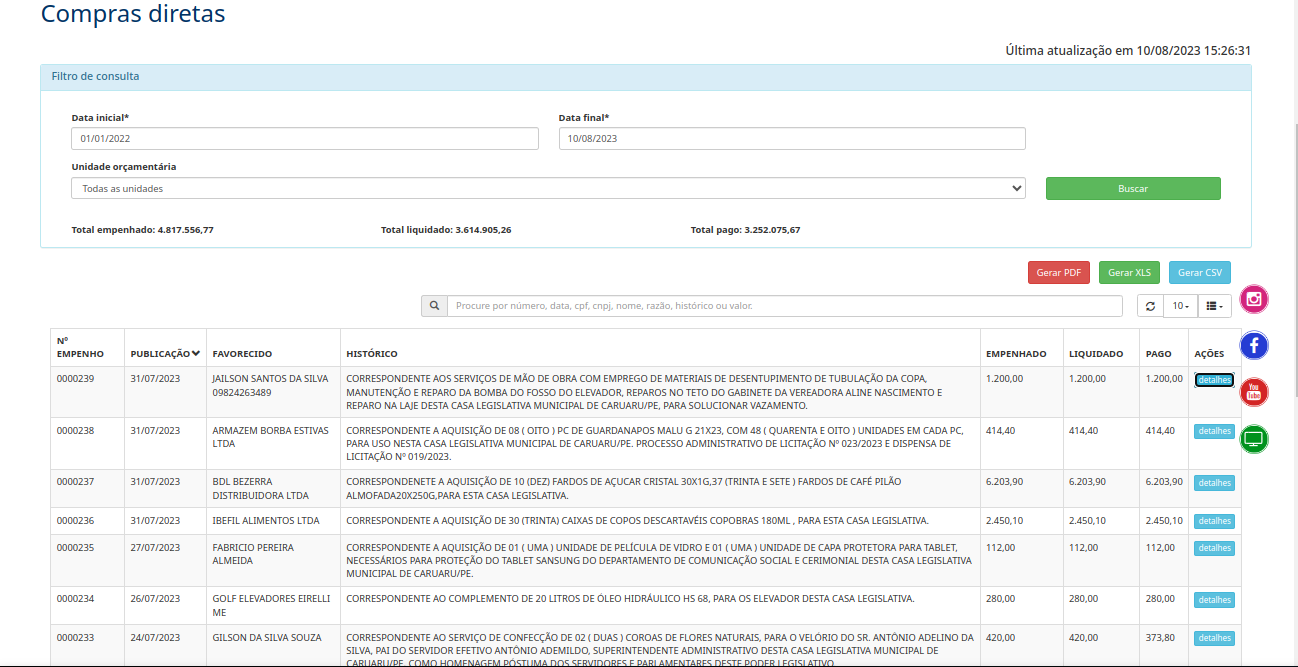 Compras diretas
Última atualização em 10/08/2023 15:26:31
Filtro de consulta
Data inicial*
Data final*
01/01/2022
10/08/2023
Unidade orçamentária
Todas as unidades
Buscar
Total empenhado: 4.817.556,77
Total liquidado: 3.614.905,26
Total pago: 3.252.075,67
Gerar PDF
Gerar XLS
Gerar CSV
Procure por número, data, cpf, cnpj, nome, razão, histórico ou valor.
10
Nº
EMPENHO
PUBLICAÇÃO
FAVORECIDO
HISTÓRICO
EMPENHADO
LIQUIDADO
PAGO
AÇÕES
0000239
31/07/2023
JAILSON SANTOS DA SILVA
09824263489
CORRESPONDENTE AOS SERVIÇOS DE MÃO DE OBRA COM EMPREGO DE MATERIAIS DE DESENTUPIMENTO DE TUBULAÇÃO DA COPA,
MANUTENÇÃO E REPARO DA BOMBA DO FOSSO DO ELEVADOR, REPAROS NO TETO DO GABINETE DA VEREADORA ALINE NASCIMENTO E
REPARO NA LAJE DESTA CASA LEGISLATIVA MUNICIPAL DE CARUARU/PE, PARA SOLUCIONAR VAZAMENTO.
1.200,00
1.200,00
1.200,00
detalhes
0000238
31/07/2023
ARMAZEM BORBA ESTIVAS
LTDA
CORRESPONDENTE A AQUISIÇÃO DE 08 ( OITO ) PC DE GUARDANAPOS MALU G 21X23, COM 48 ( QUARENTA E OITO ) UNIDADES EM CADA PC,
PARA USO NESTA CASA LEGISLATIVA MUNICIPAL DE CARUARU/PE. PROCESSO ADMINISTRATIVO DE LICITAÇÃO Nº 023/2023 E DISPENSA DE
LICITAÇÃO Nº 019/2023.
414,40
414,40
414,40
detalhes
0000237
31/07/2023
BDL BEZERRA
DISTRIBUIDORA LTDA
CORRESPONDENETE A AQUISIÇÃO DE 10 (DEZ) FARDOS DE AÇUCAR CRISTAL 30X1G,37 (TRINTA E SETE ) FARDOS DE CAFÉ PILÃO
ALMOFADA20X250G,PARA ESTA CASA LEGISLATIVA.
6.203,90
6.203,90
6.203,90
detalhes
0000236
31/07/2023
IBEFIL ALIMENTOS LTDA
CORRESPONDENTE A AQUISIÇÃO DE 30 (TRINTA) CAIXAS DE COPOS DESCARTAVÉIS COPOBRAS 180ML , PARA ESTA CASA LEGISLATIVA.
2.450,10
2.450,10
2.450,10
detalhes
0000235
27/07/2023
FABRICIO PEREIRA
ALMEIDA
CORRESPONDENTE A AQUISIÇÃO DE 01 ( UMA ) UNIDADE DE PELÍCULA DE VIDRO E 01 ( UMA ) UNIDADE DE CAPA PROTETORA PARA TABLET,
NECESSÁRIOS PARA PROTEÇÃO DO TABLET SANSUNG DO DEPARTAMENTO DE COMUNICAÇÃO SOCIAL E CERIMONIAL DESTA CASA LEGISLATIVA
MUNICIPAL DE CARUARU/PE.
112,00
112,00
112,00
detalhes
0000234
26/07/2023
GOLF ELEVADORES EIRELLI
ME
CORRESPONDENTE AO COMPLEMENTO DE 20 LITROS DE ÓLEO HIDRÁULICO HS 68, PARA OS ELEVADOR DESTA CASA LEGISLATIVA.
280,00
280,00
280,00
detalhes
0000233
24/07/2023
GILSON DA SILVA SOUZA
CORRESPONDENTE AO SERVIÇO DE CONFECÇÃO DE 02 ( DUAS ) COROAS DE FLORES NATURAIS, PARA O VELÓRIO DO SR. ANTÔNIO ADELINO DA
SILVA, PAI DO SERVIDOR EFETIVO ANTÔNIO ADEMILDO, SUPERINTENDENTE ADMINISTRATIVO DESTA CASA LEGISLATIVA MUNICIPAL DE
CARUARU/PE, COMO HOMENAGEM PÓSTUMA DOS SERVIDORES E PARLAMENTARES DESTE PODER LEGISLATIVO.
420,00
420,00
373,80
detalhes
You
Tube